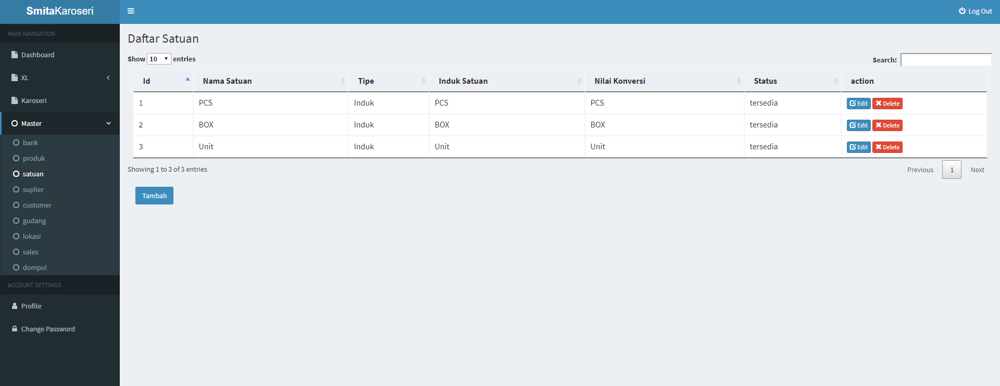 SmitaKaroseri
Log Out
MAIN NAVIGATION
Dashboard
XL
Karoseri
Master
bank
produk
satuan
suplier
customer
gudang
lokasi
sales
dompul
ACCOUNT SETTINGS
Profile
Change Password
Daftar Satuan
Show 10 entries
Search:
Id Nama Satuan Tipe Induk Satuan Nilai Konversi Status action
1 PCS Induk PCS PCS tersedia Edit Delete
2 BOX Induk BOX BOX tersedia Edit Delete
3 Unit Induk Unit Unit tersedia Edit Delete
Showing 1 to 3 of 3 entries
Previous 1 Next
Tambah